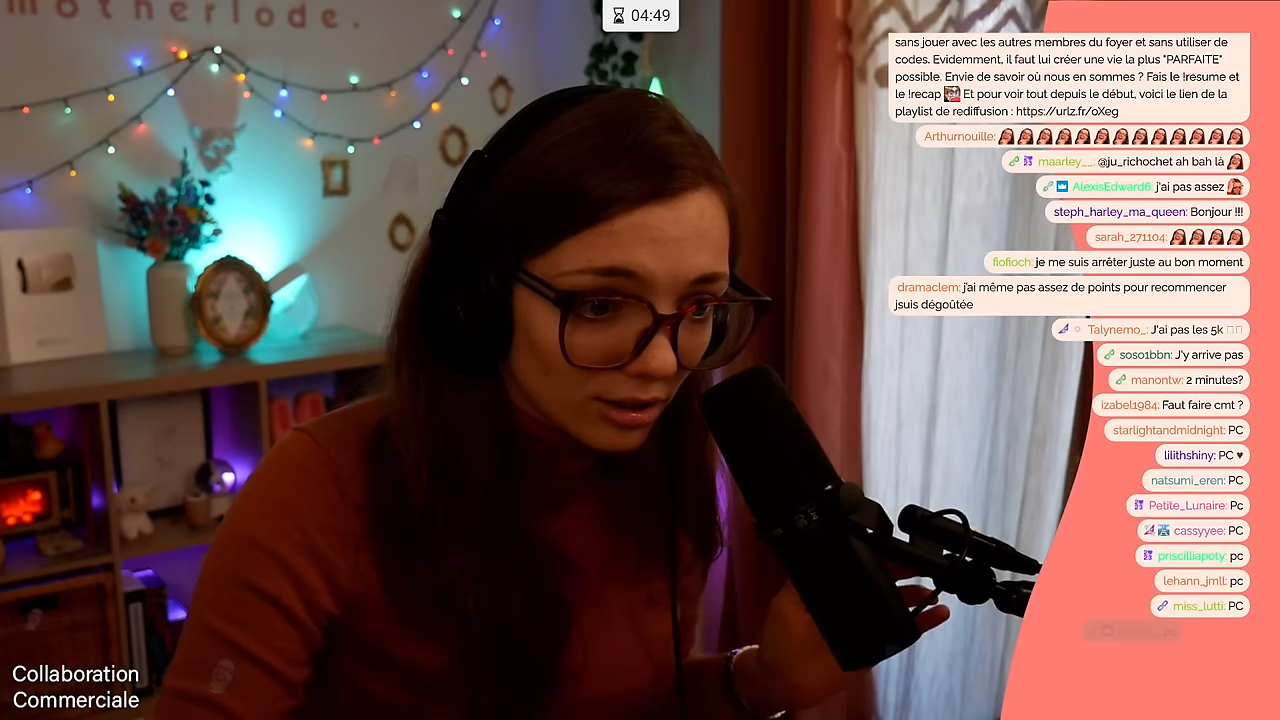 motherlode.
04:49
sans jouer avec les autres membres du foyer et sans utiliser de
codes. Evidemment, il faut lui créer une vie la plus "PARFAITE"
possible. Envie de savoir où nous en sommes ? Fais le !resume et
le !recap Et pour voir tout depuis le début, voici le lien de la
playlist de rediffusion : https://urlz.fr/oXeg
Arthurnouille:
maarley__: @ju_richochet ah bah là
AlexisEdward6: j'ai pas assez
steph_harley_ma_queen: Bonjour !!!
sarah_271104:
fiofioch: je me suis arrêter juste au bon moment
dramaclem: j'ai même pas assez de points pour recommencer
jsuis dégoûtée
Talynemo_: J'ai pas les 5k
soso1bbn: J'y arrive pas
manontw: 2 minutes?
izabel1984: Faut faire cmt ?
starlightandmidnight: PC
lilithshiny: PC ♥
natsumi_eren: PC
Petite_Lunaire: Pc
cassyyee: PC
priscilliapoty: pc
lehann_jmll: pc
miss_lutti: PC
Collaboration
Commerciale